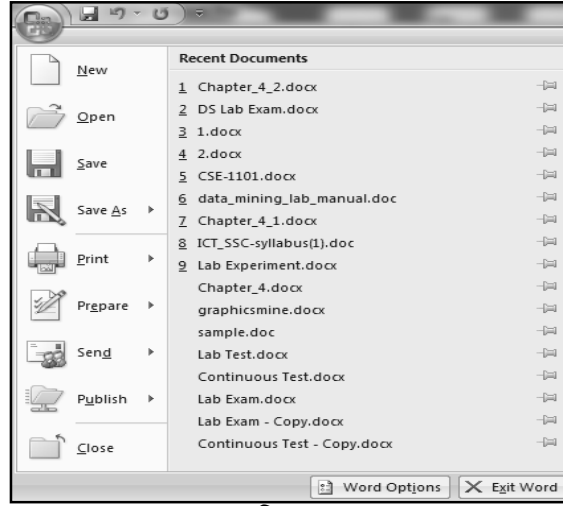 New
Open
Save
Save As
Print
Prepare
Send
Publish
Close
Recent Documents
1 Chapter_4_2.docx
2 DS Lab Exam.docx
3 1.docx
4 2.docx
5 CSE-1101.docx
6 data_mining_lab_manual.doc
7 Chapter_4_1.docx
8 ICT_SSC-syllabus(1).doc
9 Lab Experiment.docx
Chapter_4.docx
graphicsmine.docx
sample.doc
Lab Test.docx
Continuous Test.docx
Lab Exam.docx
Lab Exam - Copy.docx
Continuous Test - Copy.docx
Word Options
Exit Word